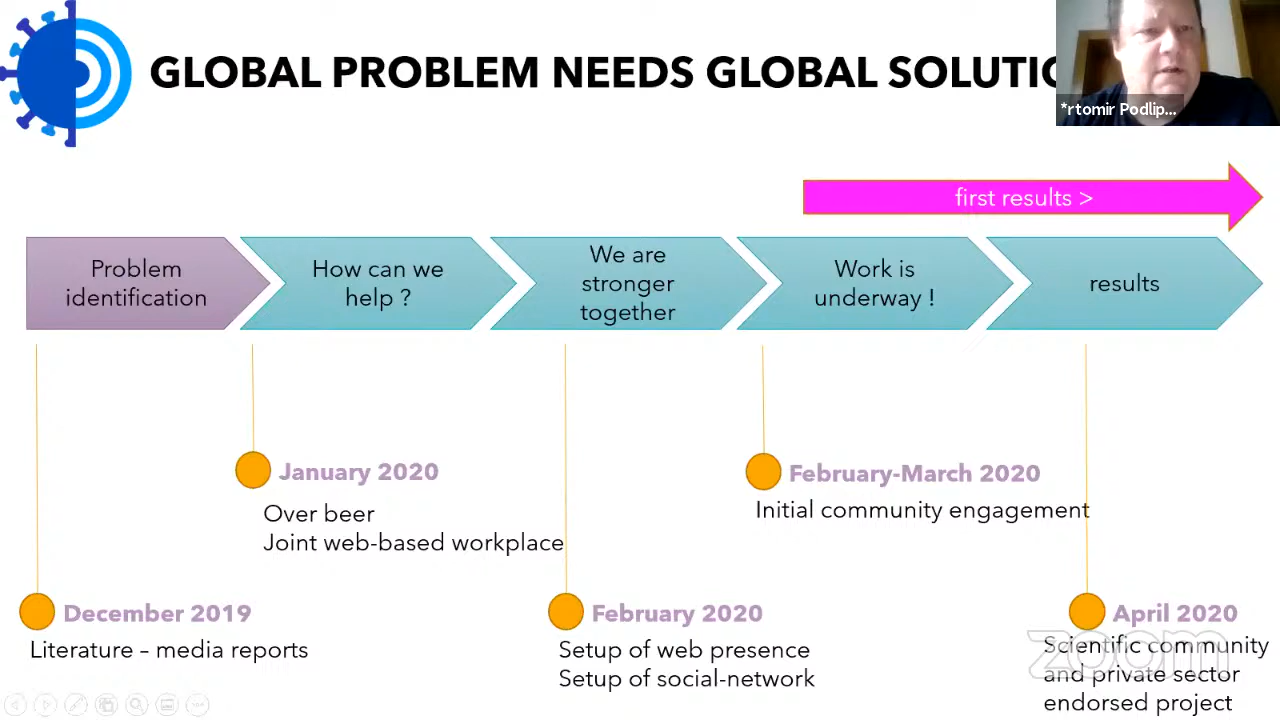 GLOBAL PROBLEM NEEDS GLOBAL SOLUTIO
*rtomir Podlip...
first results >
Problem
identification
How can we
help ?
We are
stronger
together
Work is
underway !
results
January 2020
Over beer
Joint web-based workplace
February-March 2020
Initial community engagement
December 2019
Literature – media reports
February 2020
Setup of web presence
Setup of social-network
April 2020
Scientific community
and private sector
endorsed project
zoom